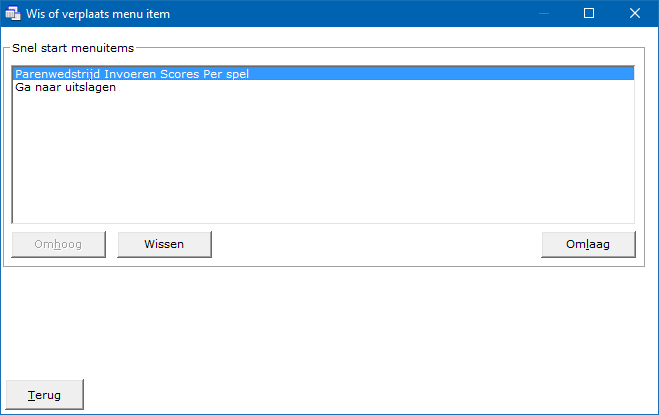 Wis of verplaats menu item
Snel start menuitems
Parenwedstrijd Invoeren Scores Per spel
Ga naar uitslagen
Omhoog
Wissen
Omlaag
Terug